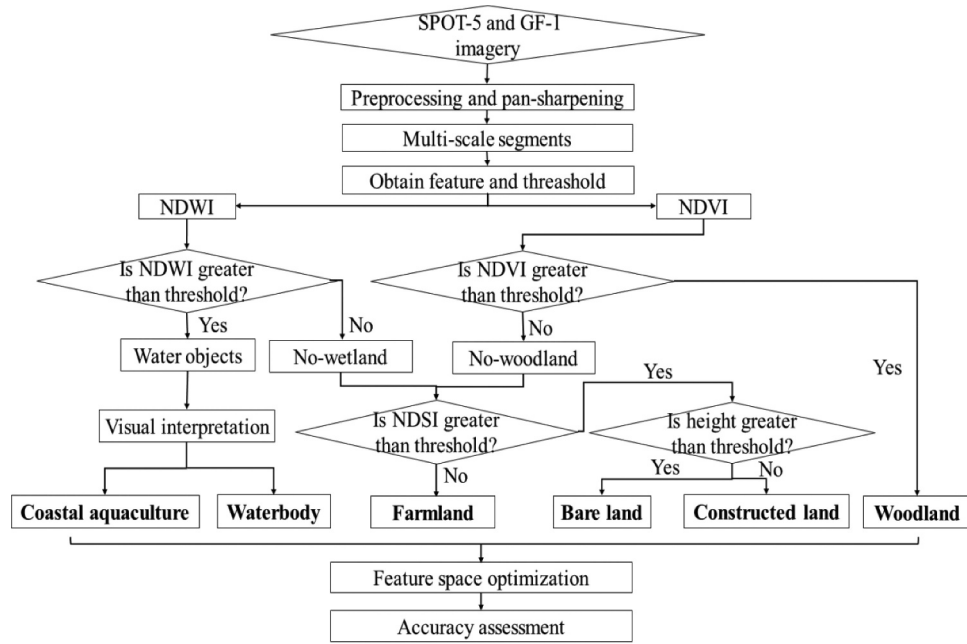 SPOT-5 and GF-1
imagery
Preprocessing and pan-sharpening
Multi-scale segments
Obtain feature and threashold
NDWI
NDVI
Is NDWI greater
than threshold?
Is NDVI greater
than threshold?
Yes
No
No
Water objects
No-wetland
No-woodland
Yes
Yes
Visual interpretation
Is NDSI greater
than threshold?
Is height greater
than threshold?
No
Yes
No
Coastal aquaculture
Waterbody
Farmland
Bare land
Constructed land
Woodland
Feature space optimization
Accuracy assessment